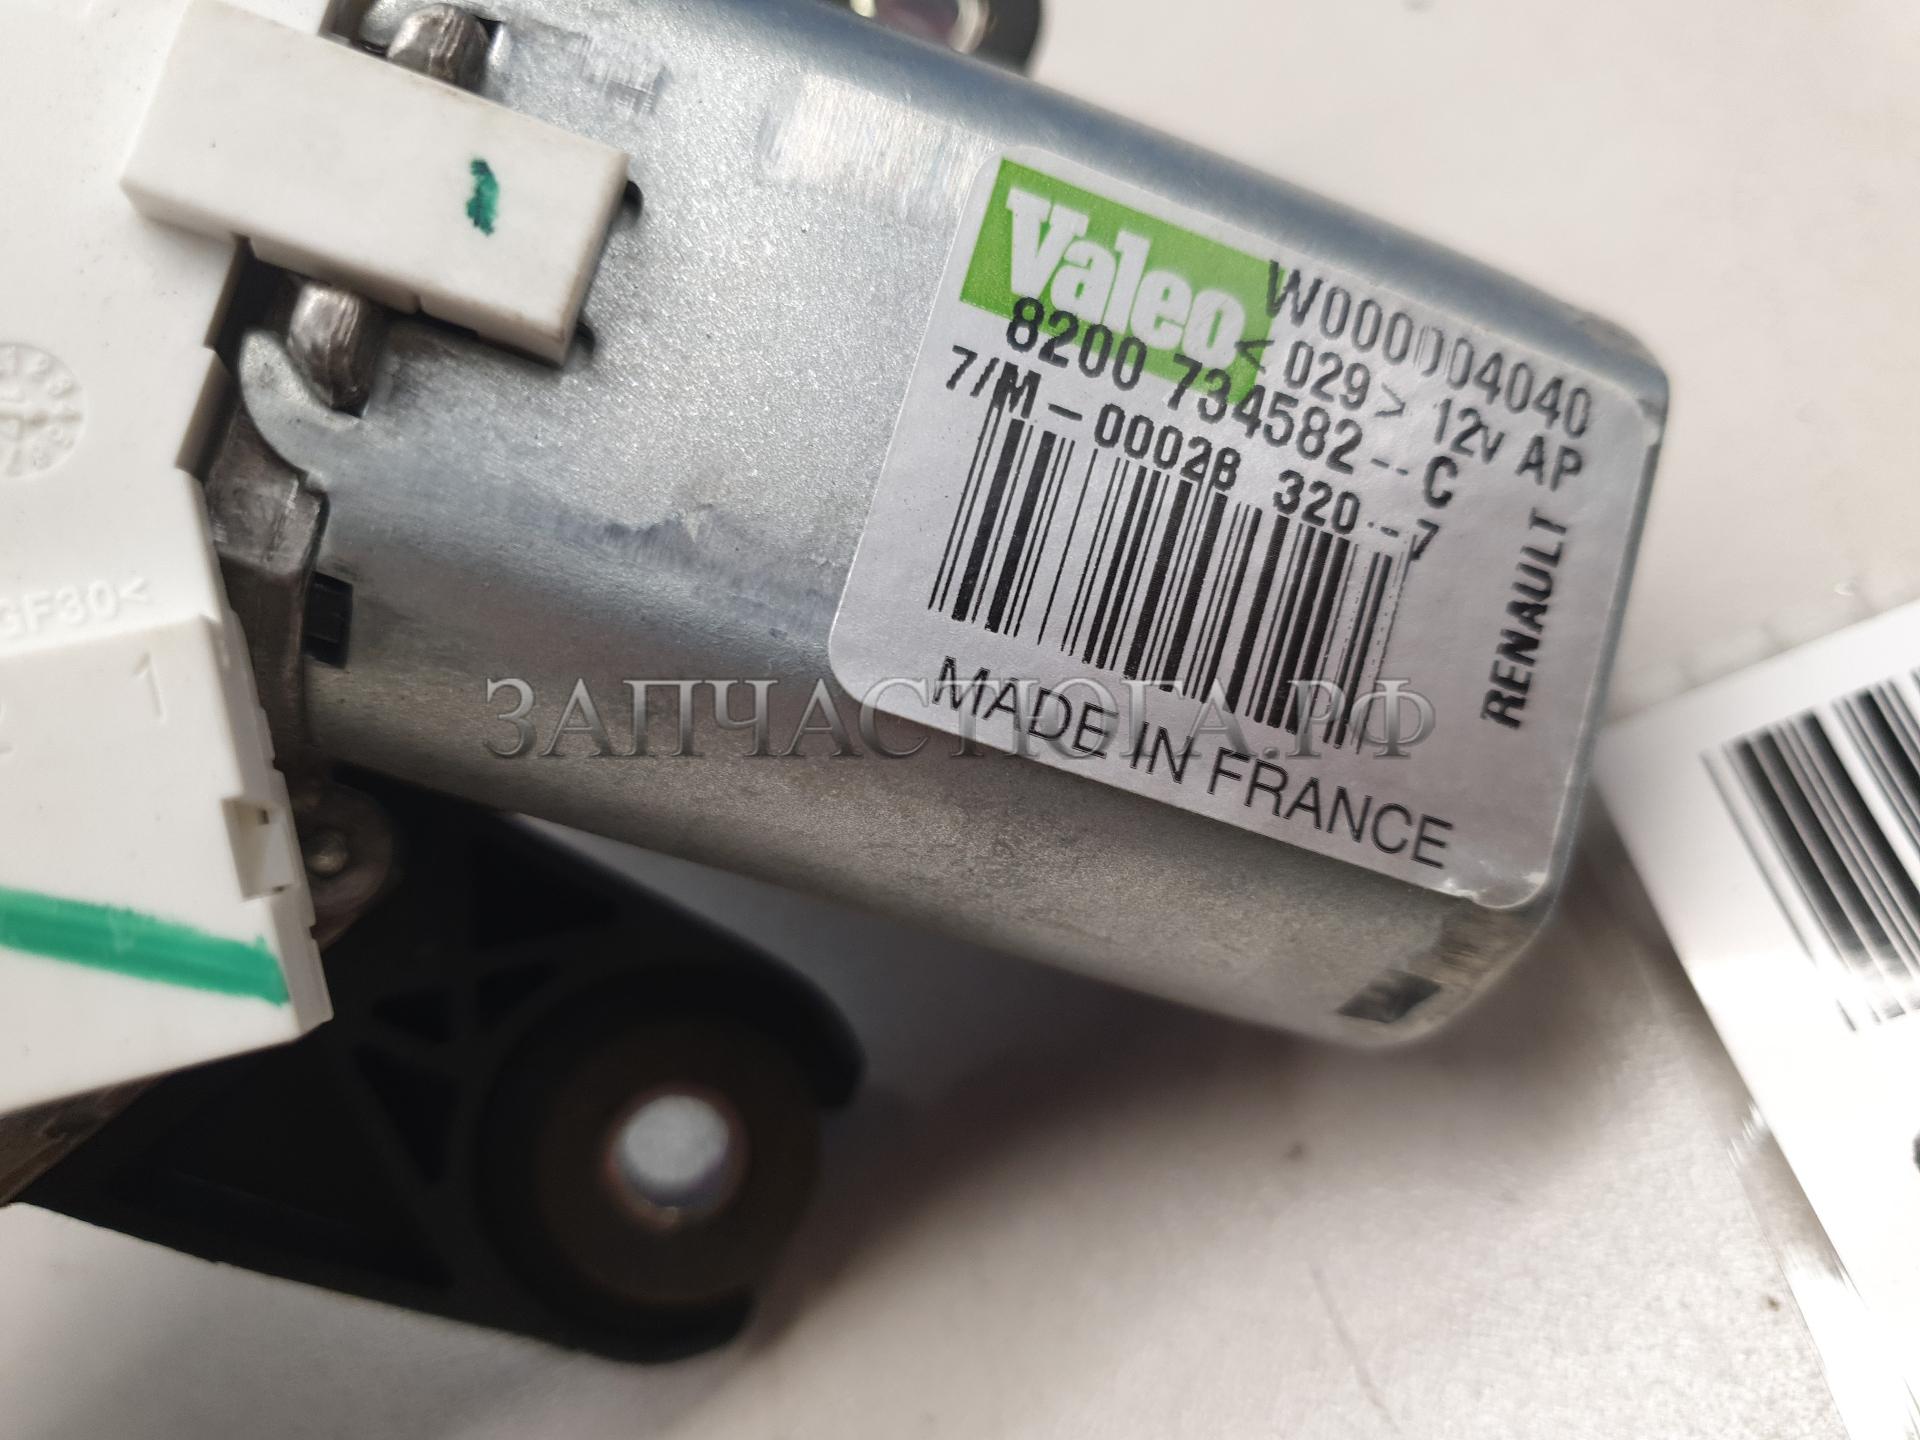 Valeo
W000004040
< 029 > 12V AP
8200 734582--C
7/M-00028 320--7
RENAULT
MADE IN FRANCE
GF30<
1
ЗАПЧАСТЮГА.РФ